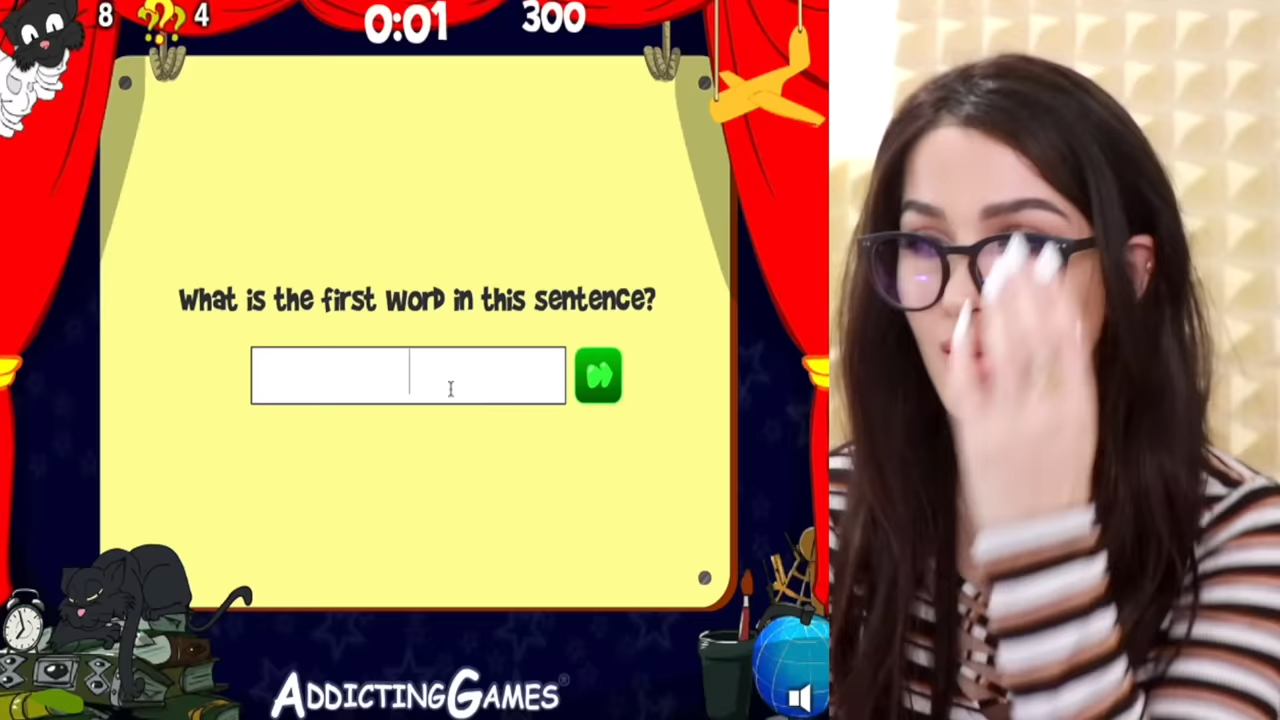 8 ??? 4 0:01 300
What is the first word in this sentence?
ADDICTINGGAMES®